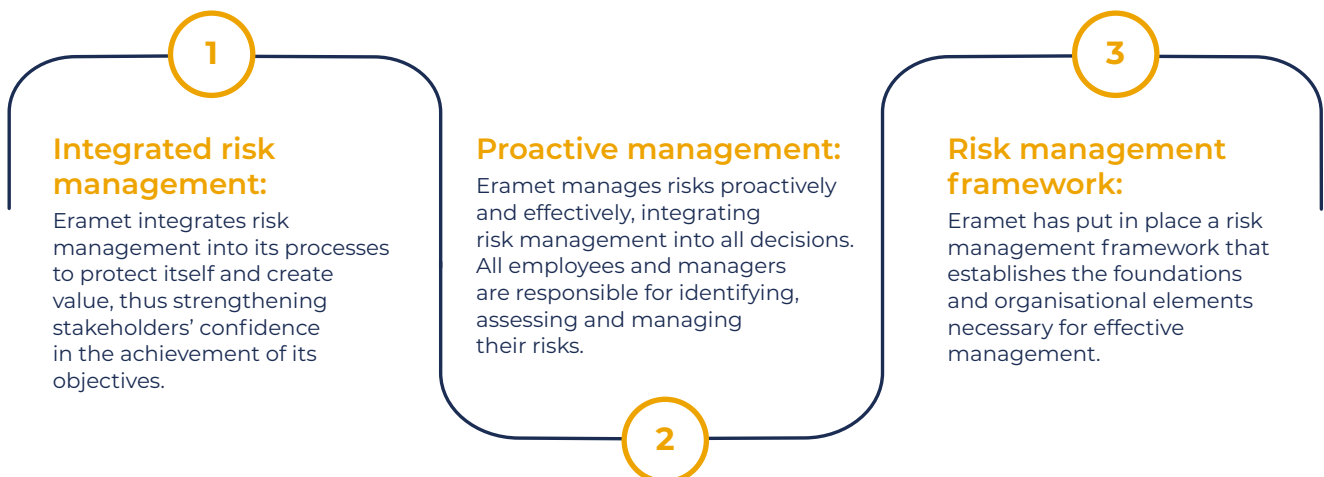 1
Integrated risk
management:
Eramet integrates risk
management into its processes
to protect itself and create
value, thus strengthening
stakeholders’ confidence
in the achievement of its
objectives.
2
Proactive management:
Eramet manages risks proactively
and effectively, integrating
risk management into all decisions.
All employees and managers
are responsible for identifying,
assessing and managing
their risks.
3
Risk management
framework:
Eramet has put in place a risk
management framework that
establishes the foundations
and organisational elements
necessary for effective
management.